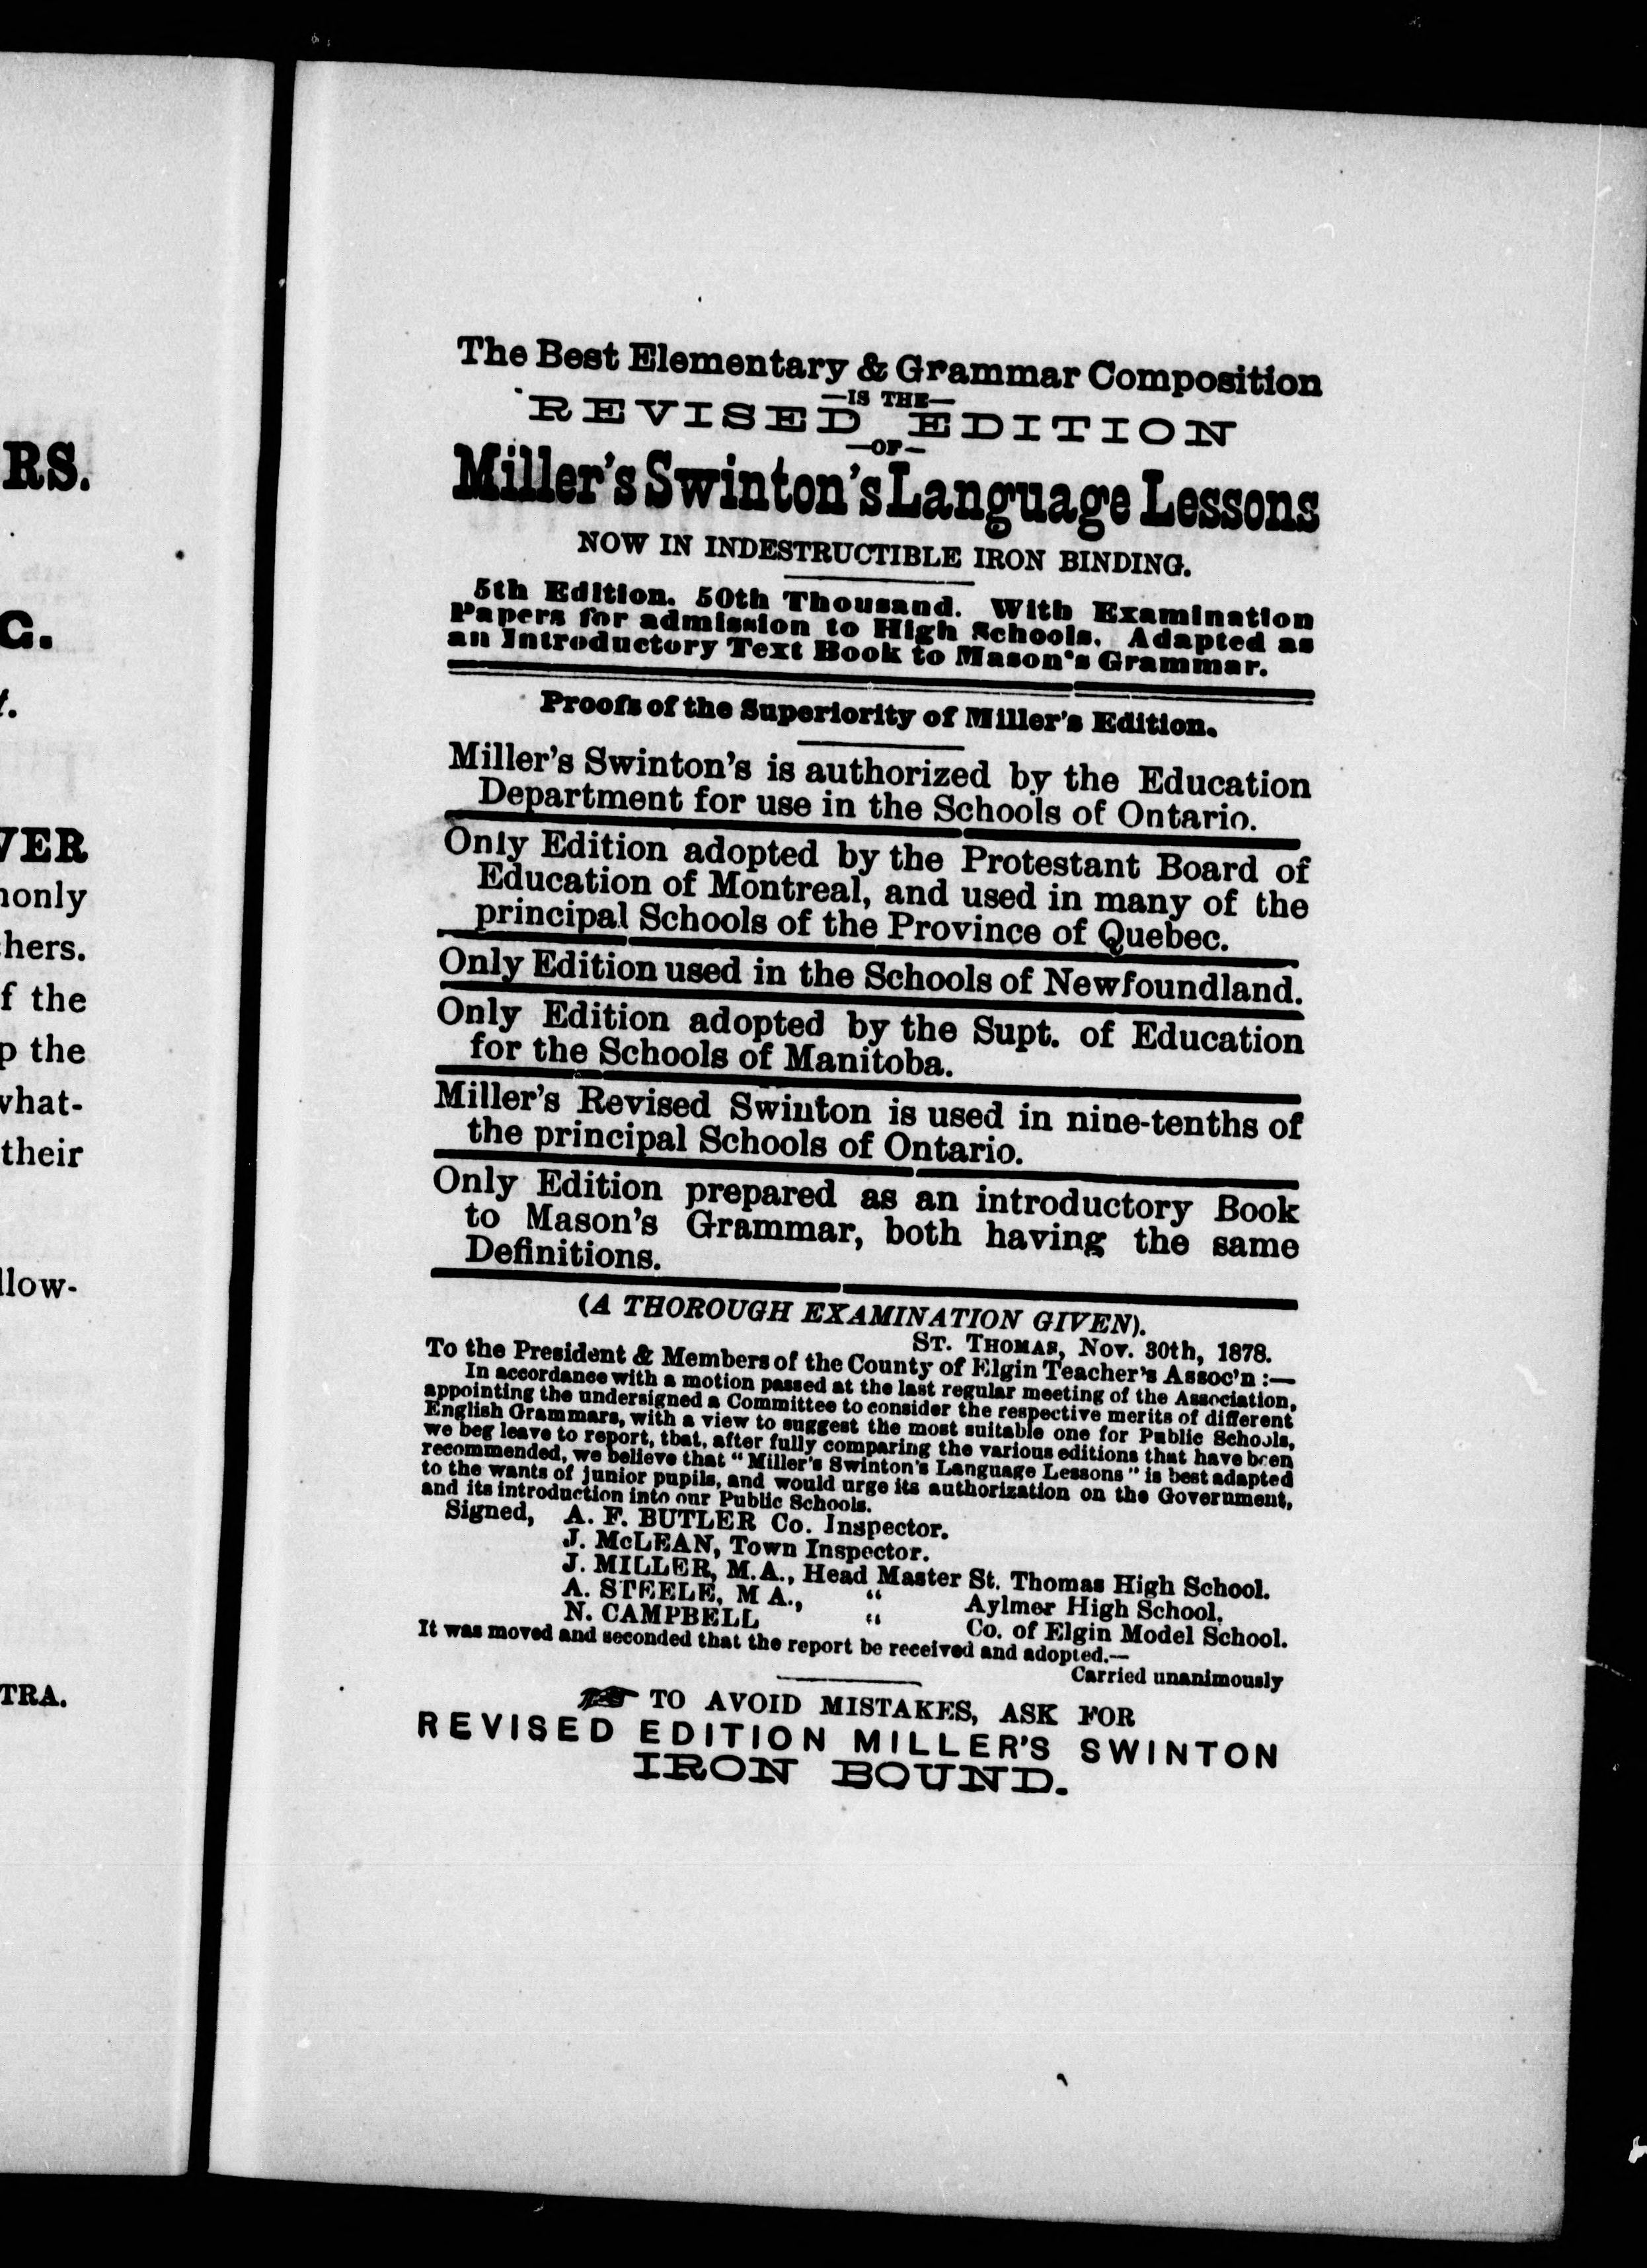 RS.
G.
VER
nonly
hers.
f the
p the
what-
their
llow-
TRA.
The Best Elementary & Grammar Composition
—IS THE—
REVISED EDITION
—OF—
Miller's Swinton's Language Lessons
NOW IN INDESTRUCTIBLE IRON BINDING.
5th Edition. 50th Thousand. With Examination
Papers for admission to High Schools. Adapted as
an Introductory Text Book to Mason's Grammar.
Proofs of the Superiority of Miller's Edition.
Miller's Swinton's is authorized by the Education
Department for use in the Schools of Ontario.
Only Edition adopted by the Protestant Board of
Education of Montreal, and used in many of the
principal Schools of the Province of Quebec.
Only Edition used in the Schools of Newfoundland.
Only Edition adopted by the Supt. of Education
for the Schools of Manitoba.
Miller's Revised Swinton is used in nine-tenths of
the principal Schools of Ontario.
Only Edition prepared as an introductory Book
to Mason's Grammar, both having the same
Definitions.
(A THOROUGH EXAMINATION GIVEN).
ST. THOMAS, Nov. 30th, 1878.
To the President & Members of the County of Elgin Teacher's Assoc'n :—
In accordance with a motion passed at the last regular meeting of the Association,
appointing the undersigned a Committee to consider the respective merits of different
English Grammars, with a view to suggest the most suitable one for Public Schools,
we beg leave to report, that, after fully comparing the various editions that have been
recommended, we believe that "Miller's Swinton's Language Lessons" is best adapted
to the wants of junior pupils, and would urge its authorization on the Government,
and its introduction into our Public Schools.
Signed, A. F. BUTLER Co. Inspector.
J. McLEAN, Town Inspector.
J. MILLER, M.A., Head Master St. Thomas High School.
A. STEELE, M A., " Aylmer High School.
N. CAMPBELL " Co. of Elgin Model School.
It was moved and seconded that the report be received and adopted.—
Carried unanimously
☞ TO AVOID MISTAKES, ASK FOR
REVISED EDITION MILLER'S SWINTON
IRON BOUND.